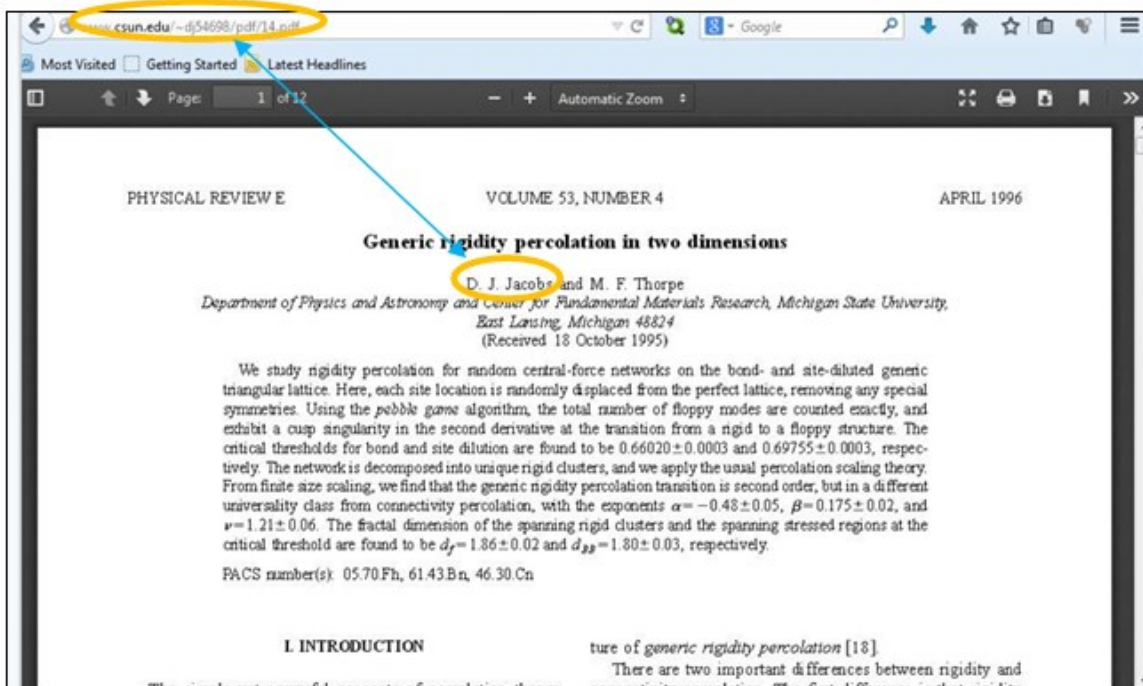 www.csun.edu/~dj54698/pdf/14.pdf
Google
Most Visited Getting Started Latest Headlines
Page: 1 of 12 Automatic Zoom
PHYSICAL REVIEW E VOLUME 53, NUMBER 4 APRIL 1996
Generic rigidity percolation in two dimensions
D. J. Jacobs and M. F. Thorpe
Department of Physics and Astronomy and Center for Fundamental Materials Research, Michigan State University,
East Lansing, Michigan 48824
(Received 18 October 1995)
We study rigidity percolation for random central-force networks on the bond- and site-diluted generic
triangular lattice. Here, each site location is randomly displaced from the perfect lattice, removing any special
symmetries. Using the pebble game algorithm, the total number of floppy modes are counted exactly, and
exhibit a cusp singularity in the second derivative at the transition from a rigid to a floppy structure. The
critical thresholds for bond and site dilution are found to be 0.66020±0.0003 and 0.69755±0.0003, respec-
tively. The network is decomposed into unique rigid clusters, and we apply the usual percolation scaling theory.
From finite size scaling, we find that the generic rigidity percolation transition is second order, but in a different
universality class from connectivity percolation, with the exponents α=−0.48±0.05, β=0.175±0.02, and
ν=1.21±0.06. The fractal dimension of the spanning rigid clusters and the spanning stressed regions at the
critical threshold are found to be d_f=1.86±0.02 and d_BB=1.80±0.03, respectively.
PACS number(s): 05.70.Fh, 61.43.Bn, 46.30.Cn
I. INTRODUCTION
ture of generic rigidity percolation [18].
There are two important differences between rigidity and